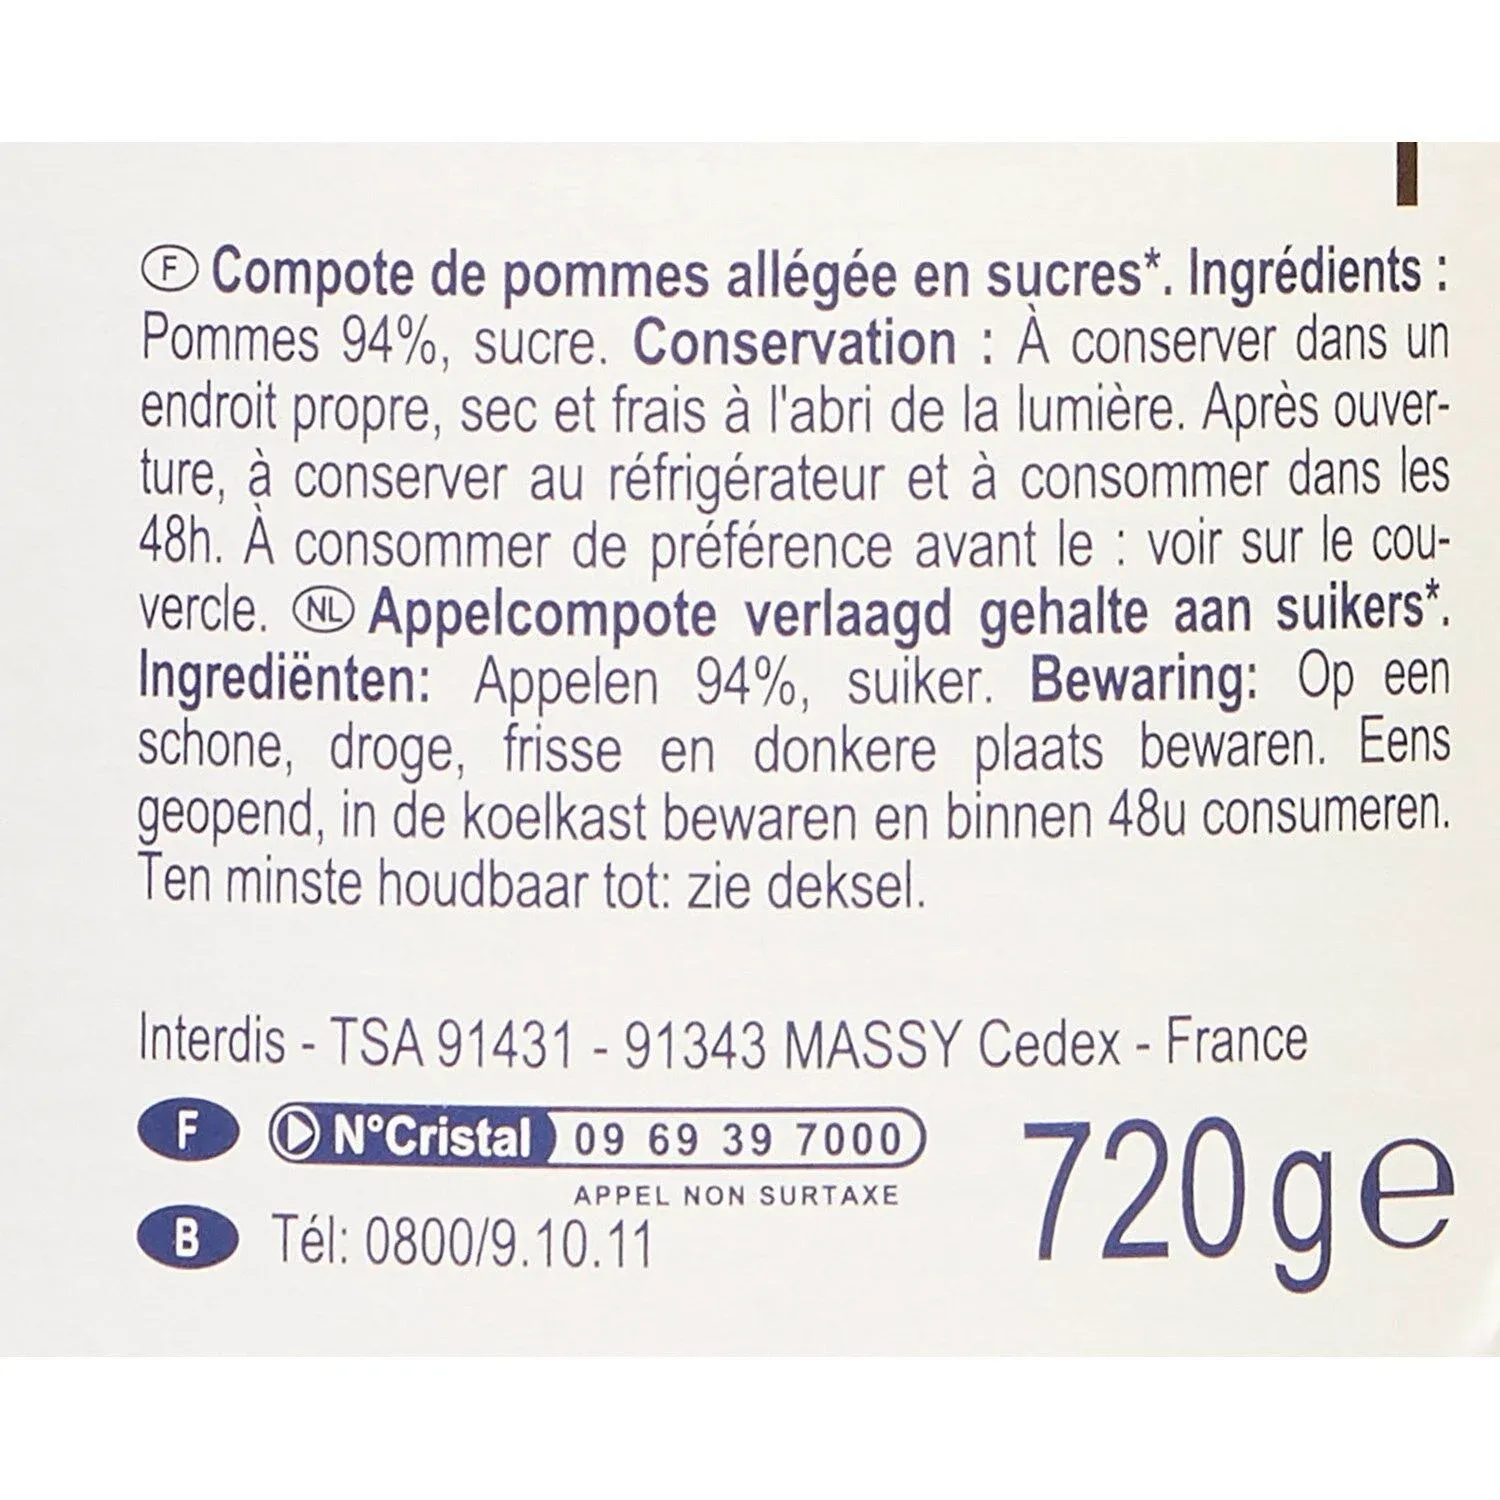 F Compote de pommes allégée en sucres*. Ingrédients :
Pommes 94%, sucre. Conservation : À conserver dans un
endroit propre, sec et frais à l'abri de la lumière. Après ouver-
ture, à conserver au réfrigérateur et à consommer dans les
48h. À consommer de préférence avant le : voir sur le cou-
vercle. NL Appelcompote verlaagd gehalte aan suikers*.
Ingrediënten: Appelen 94%, suiker. Bewaring: Op een
schone, droge, frisse en donkere plaats bewaren. Eens
geopend, in de koelkast bewaren en binnen 48u consumeren.
Ten minste houdbaar tot: zie deksel.
Interdis - TSA 91431 - 91343 MASSY Cedex - France
F N°Cristal 09 69 39 7000
APPEL NON SURTAXE
B Tél: 0800/9.10.11
720g e